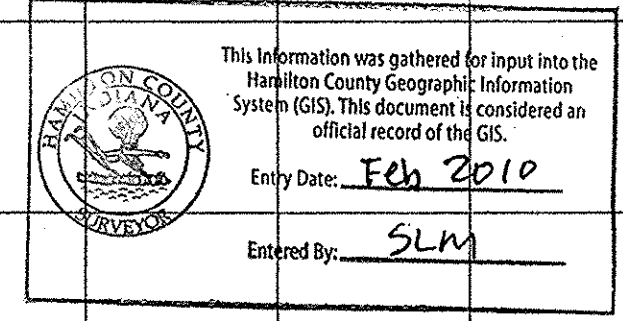 HAMILTON COUNTY
INDIANA
SURVEYOR
This information was gathered for input into the
Hamilton County Geographic Information
System (GIS). This document is considered an
official record of the GIS.
Entry Date: Feb 2010
Entered By: SLM